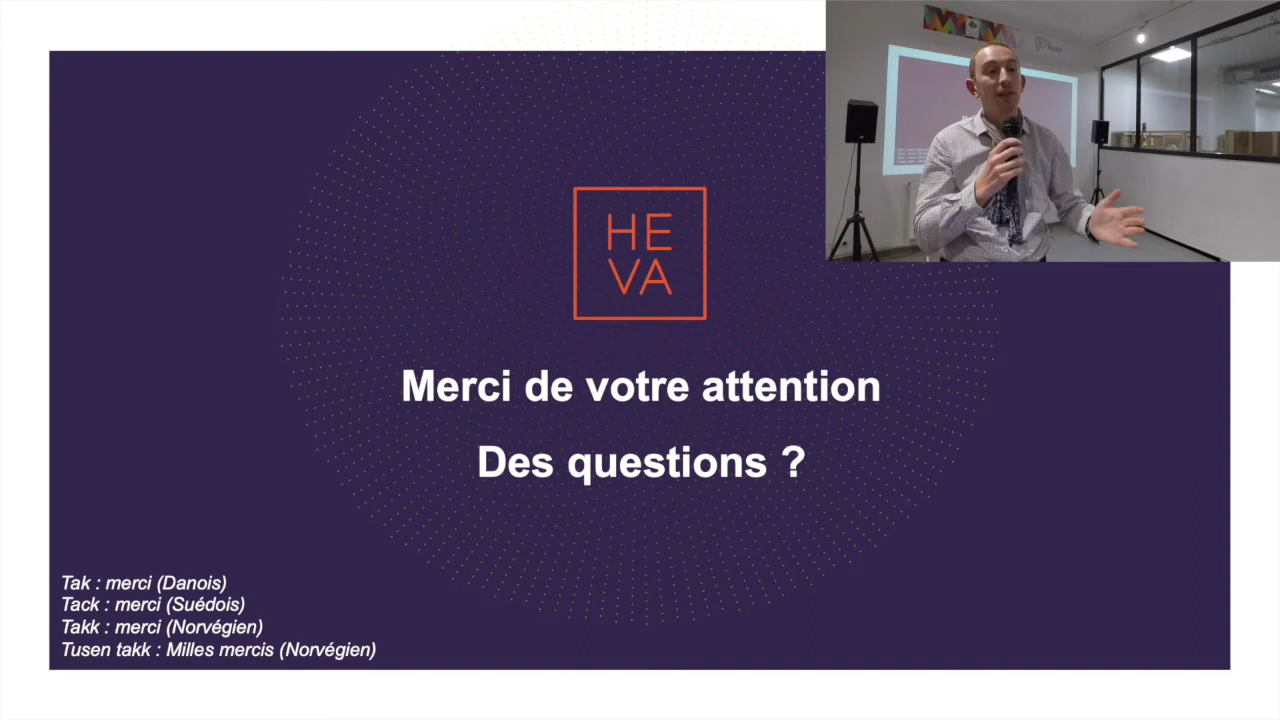 HE
VA
Merci de votre attention
Des questions ?
Tak : merci (Danois)
Tack : merci (Suédois)
Takk : merci (Norvégien)
Tusen takk : Milles mercis (Norvégien)